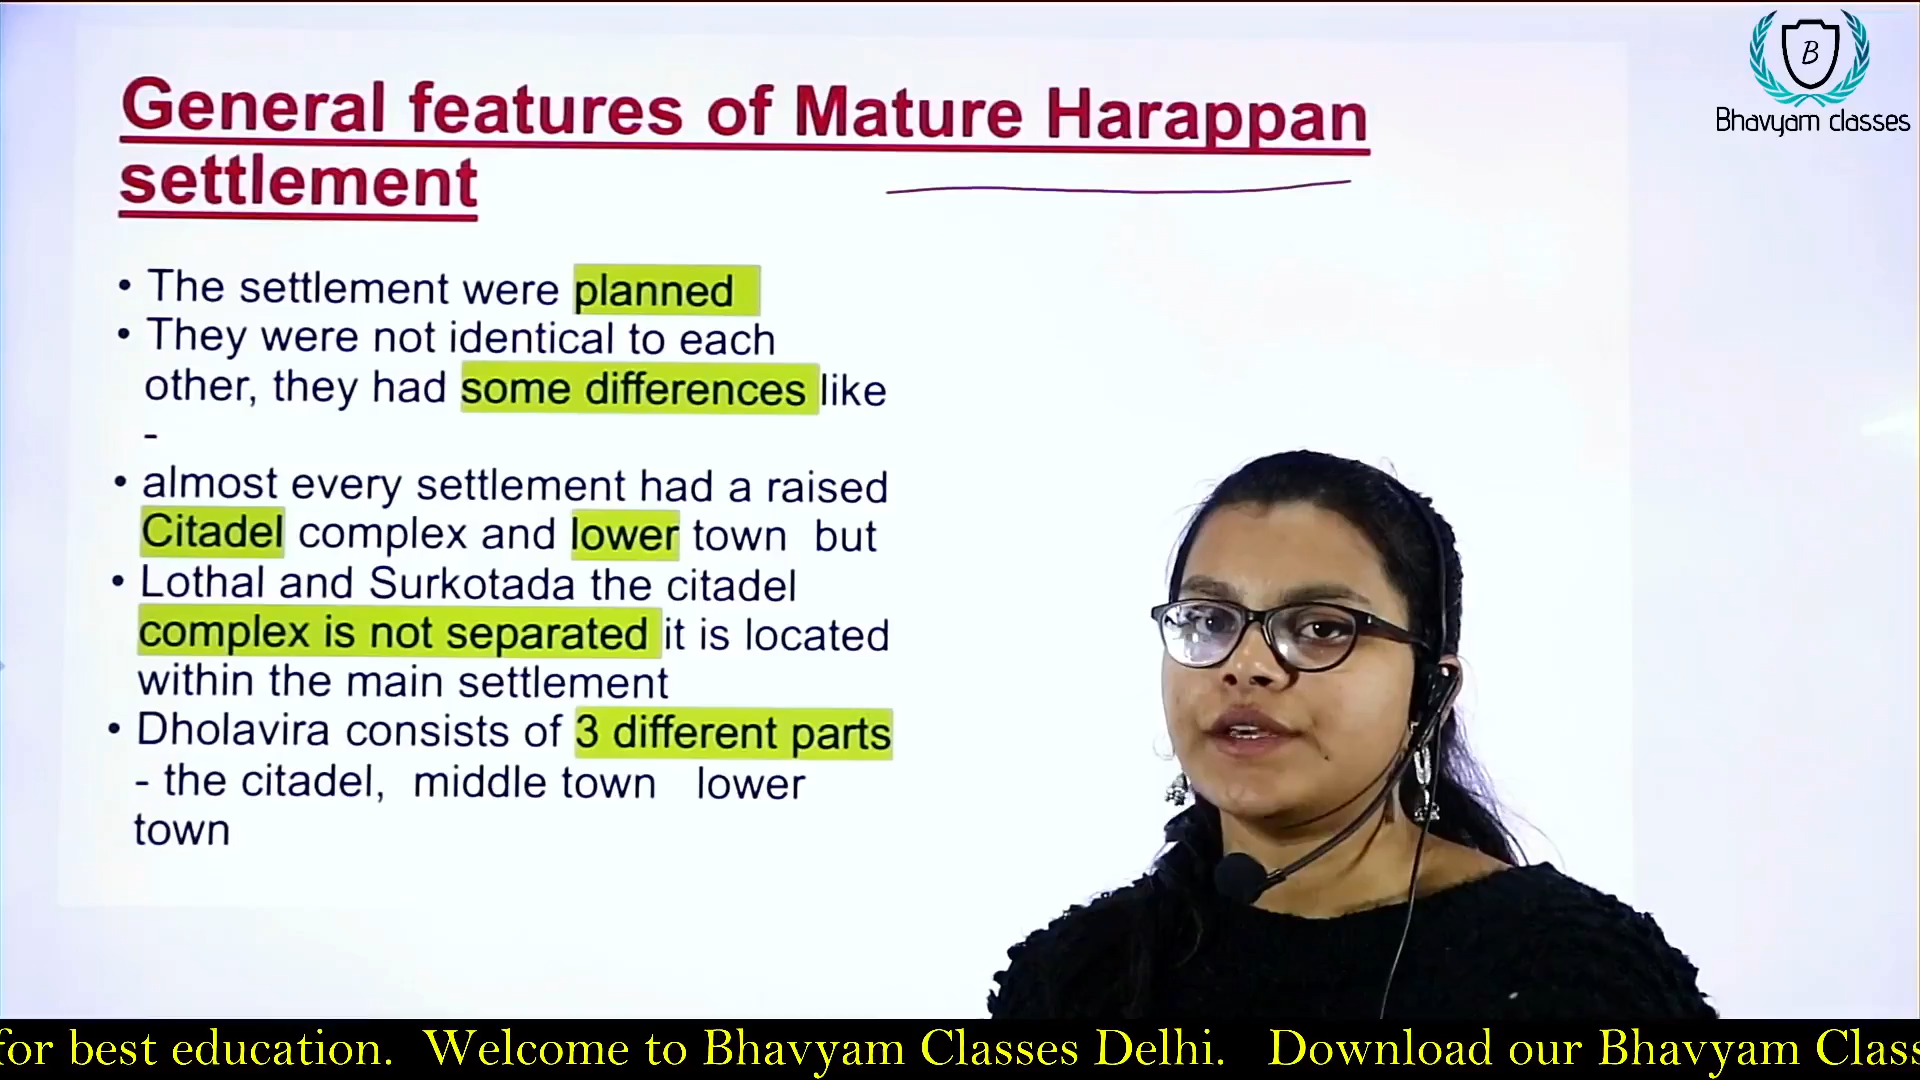 B
Bhavyam classes
General features of Mature Harappan
settlement
• The settlement were planned
• They were not identical to each
other, they had some differences like
-
• almost every settlement had a raised
Citadel complex and lower town but
• Lothal and Surkotada the citadel
complex is not separated it is located
within the main settlement
• Dholavira consists of 3 different parts
- the citadel, middle town lower
town
for best education. Welcome to Bhavyam Classes Delhi. Download our Bhavyam Class